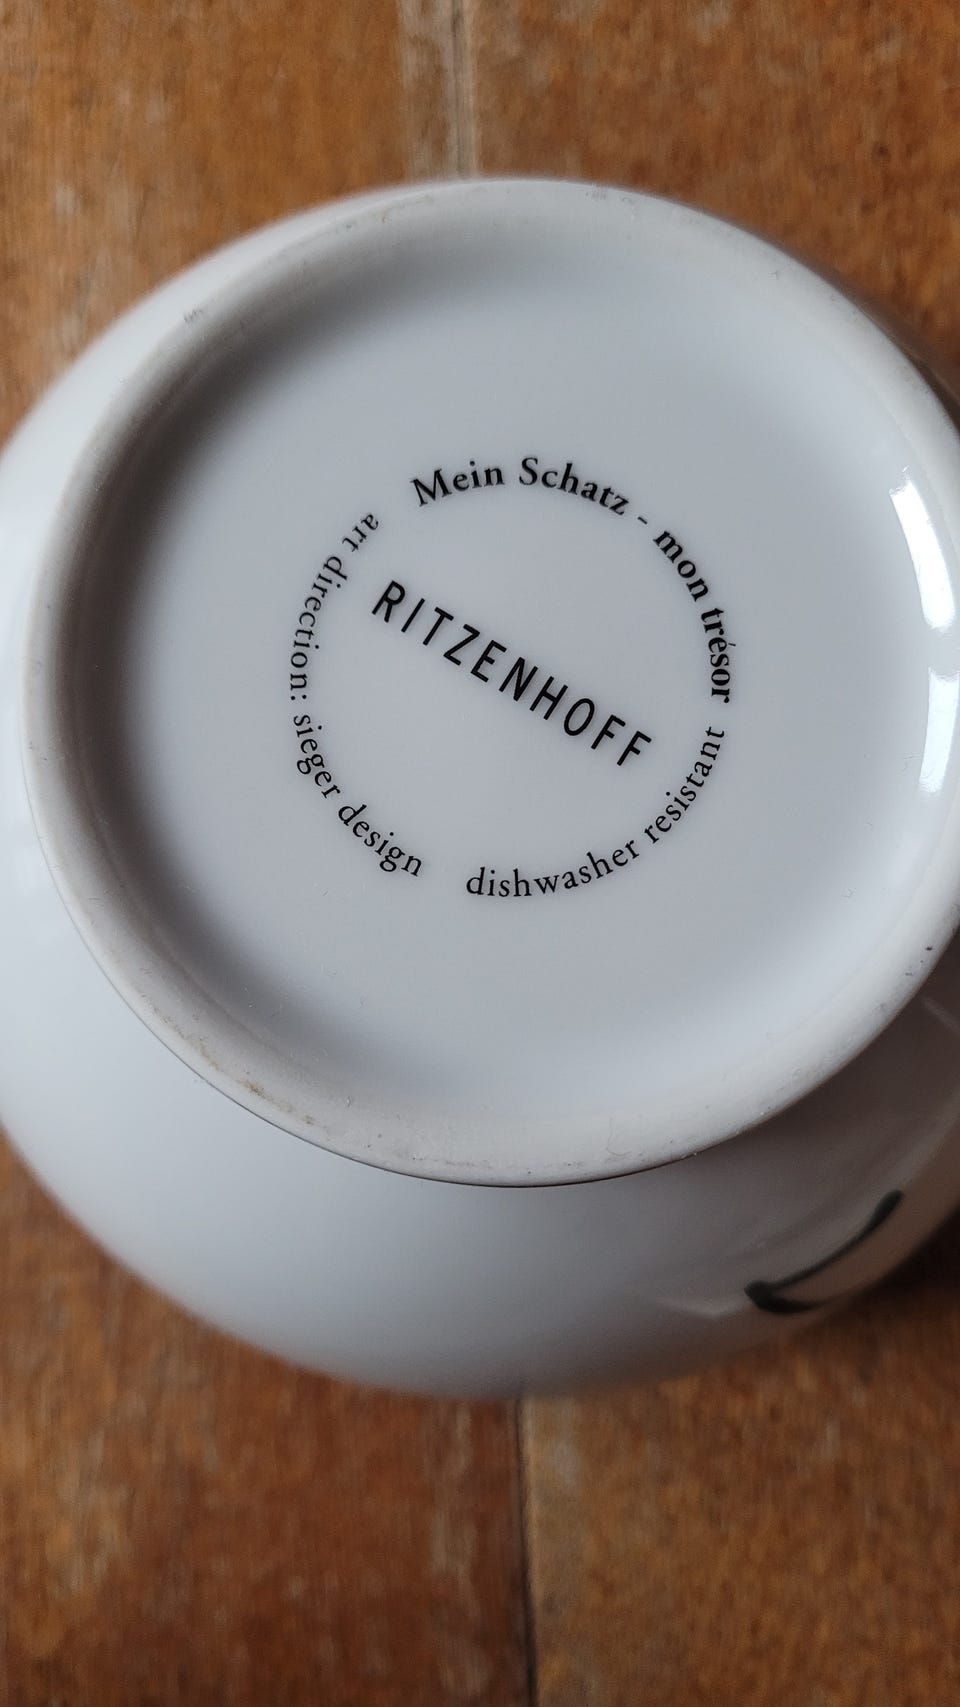 Mein Schatz - mon trésor
dishwasher resistant
art direction: sieger design
RITZENHOFF